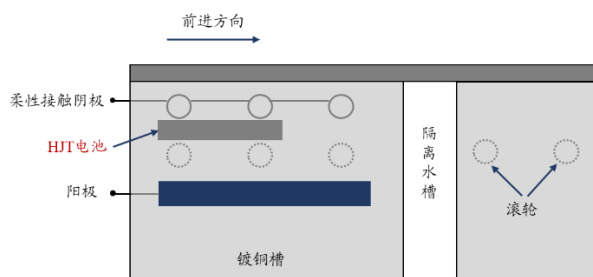 前进方向
柔性接触阴极
HJT电池
阳极
镀铜槽
隔离水槽
滚轮